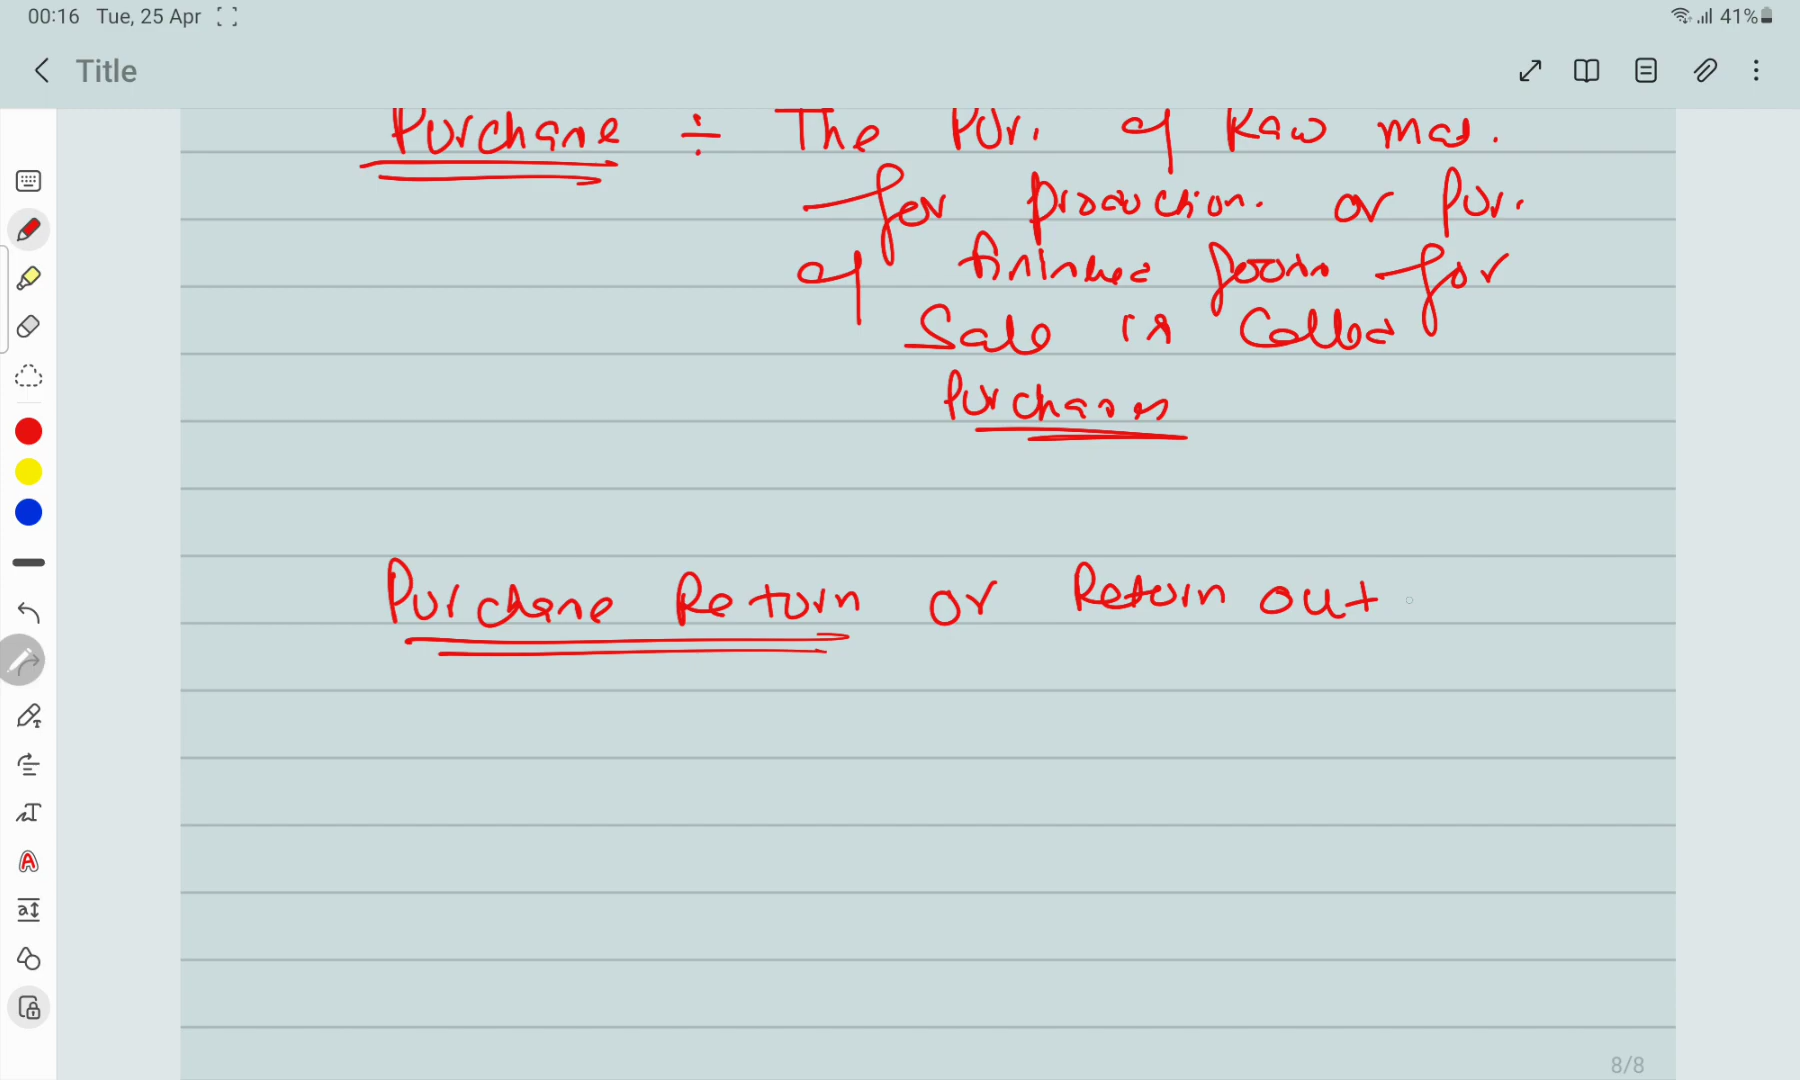 00:16 Tue, 25 Apr 41%
Title
Purchase ÷ The Pur. of Raw mat.
for production. or Pur.
of finished goods for
Sale is Called
Purchases
Purchase Return or Return out
8/8